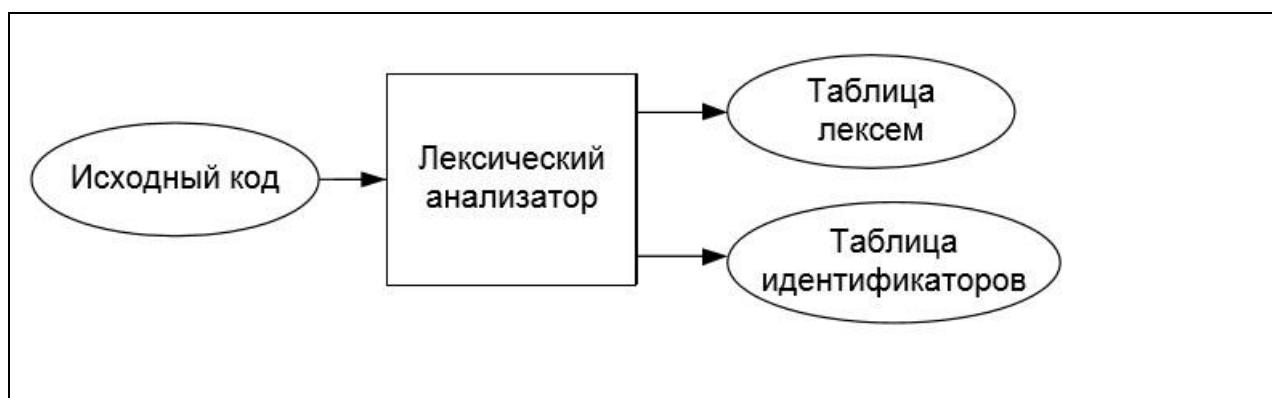 Исходный код
Лексический
анализатор
Таблица
лексем
Таблица
идентификаторов